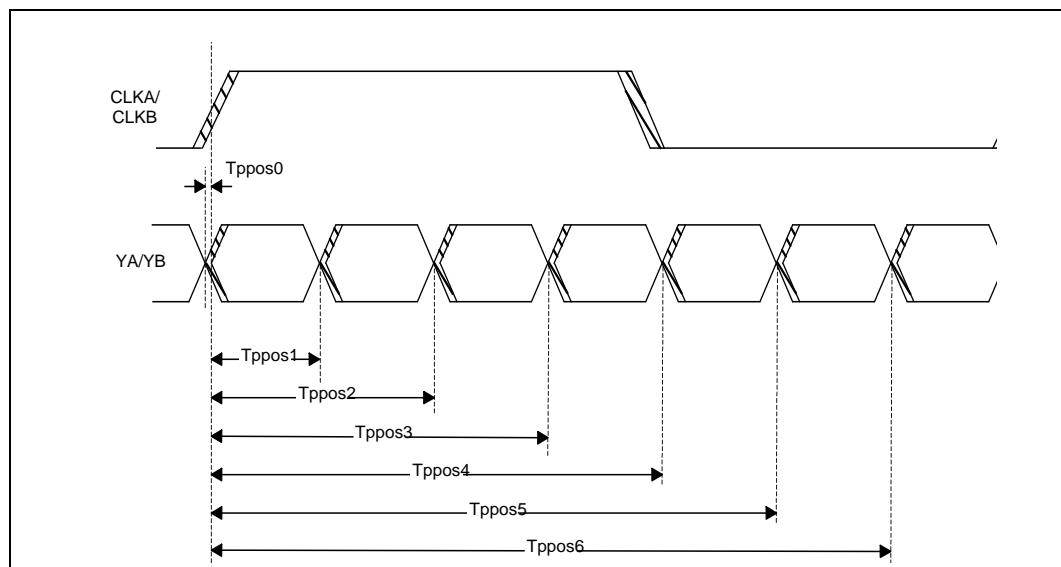 CLKA/
CLKB
Tppos0
YA/YB
Tppos1
Tppos2
Tppos3
Tppos4
Tppos5
Tppos6